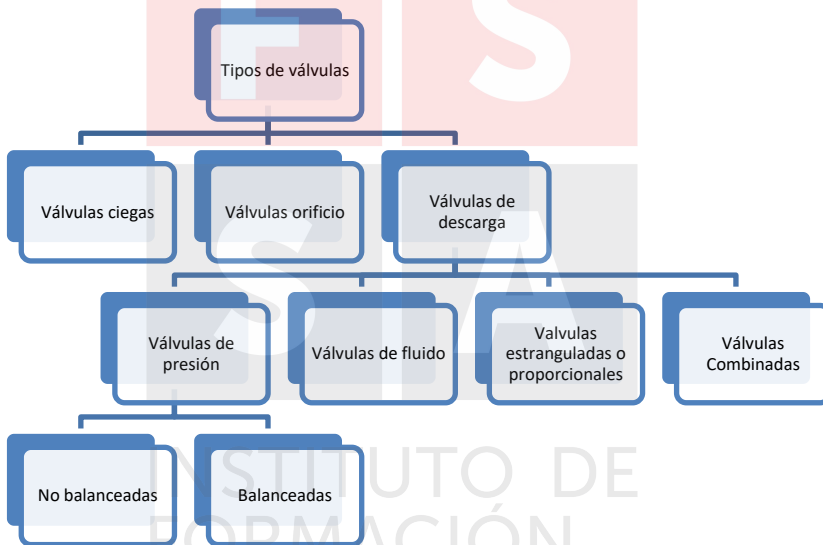 Tipos de válvulas
Válvulas ciegas
Válvulas orificio
Válvulas de
descarga
Válvulas de
presión
Válvulas de fluido
Valvulas
estranguladas o
proporcionales
Válvulas
Combinadas
No balanceadas
Balanceadas
INSTITUTO DE
FORMACIÓN